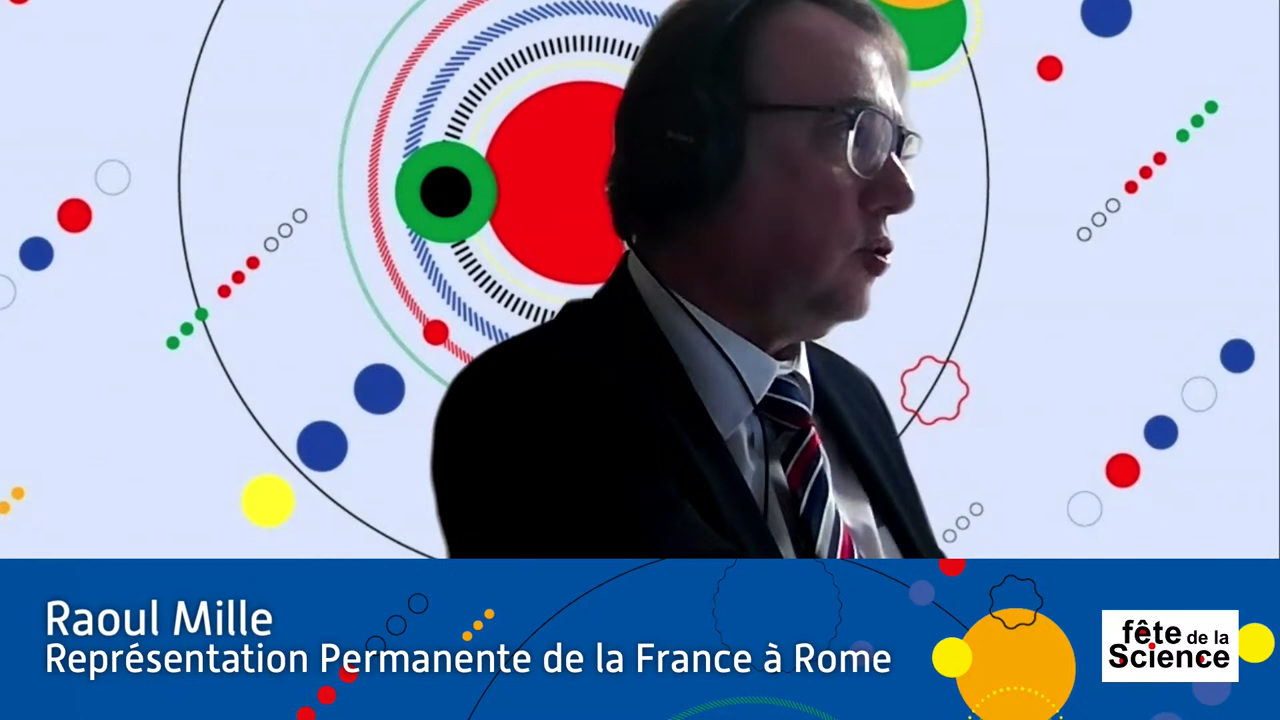 Raoul Mille
Représentation Permanente de la France à Rome
fête de la
Science